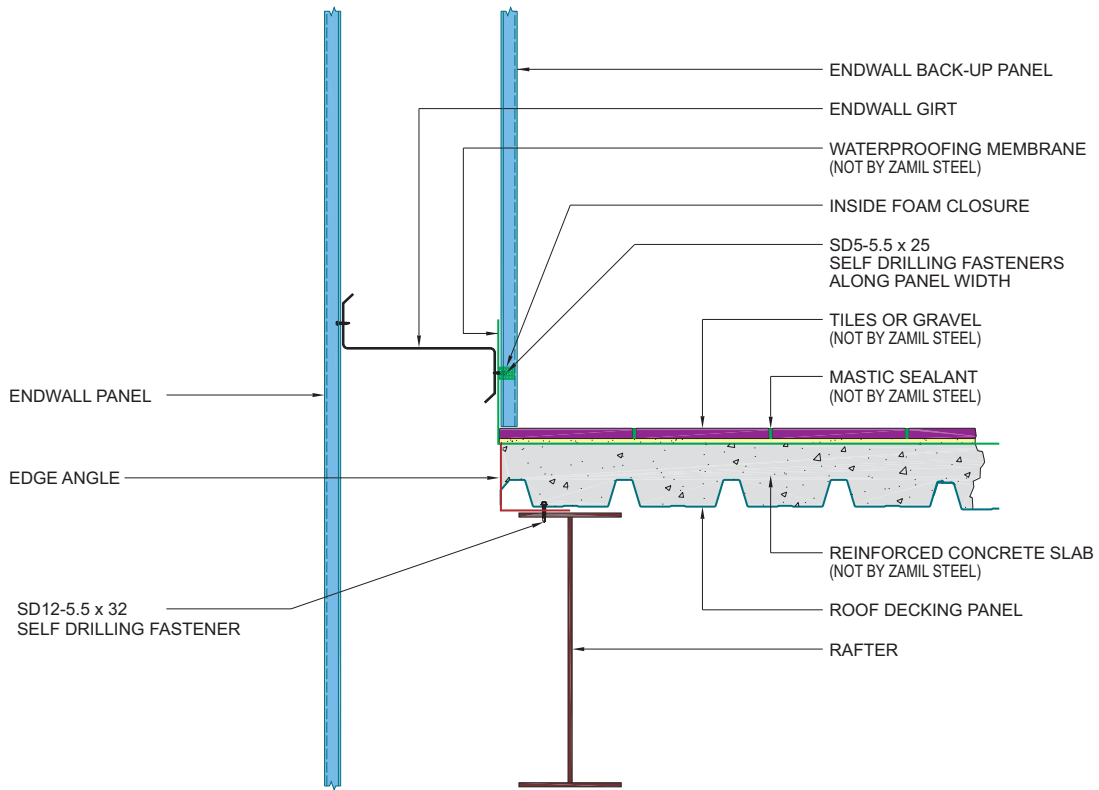 ENDWALL BACK-UP PANEL
ENDWALL GIRT
WATERPROOFING MEMBRANE
(NOT BY ZAMIL STEEL)
INSIDE FOAM CLOSURE
SD5-5.5 x 25
SELF DRILLING FASTENERS
ALONG PANEL WIDTH
TILES OR GRAVEL
(NOT BY ZAMIL STEEL)
MASTIC SEALANT
(NOT BY ZAMIL STEEL)
ENDWALL PANEL
EDGE ANGLE
REINFORCED CONCRETE SLAB
(NOT BY ZAMIL STEEL)
SD12-5.5 x 32
SELF DRILLING FASTENER
ROOF DECKING PANEL
RAFTER